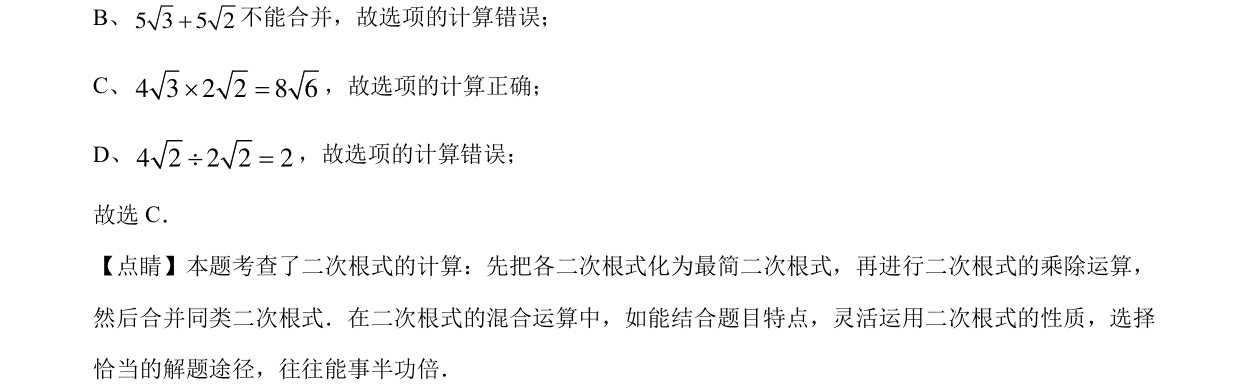 B、5√3+5√2不能合并，故选项的计算错误；
C、4√3×2√2=8√6，故选项的计算正确；
D、4√2÷2√2=2，故选项的计算错误；
故选 C．
【点睛】本题考查了二次根式的计算：先把各二次根式化为最简二次根式，再进行二次根式的乘除运算，
然后合并同类二次根式．在二次根式的混合运算中，如能结合题目特点，灵活运用二次根式的性质，选择
恰当的解题途径，往往能事半功倍．